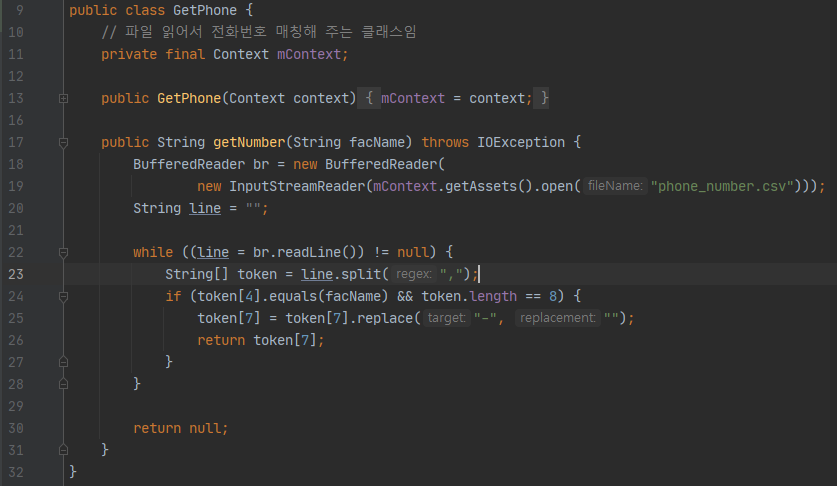 9 public class GetPhone {
10 // 파일 읽어서 전화번호 매칭해 주는 클래스임
11 private final Context mContext;
12
13 public GetPhone(Context context) { mContext = context; }
16
17 public String getNumber(String facName) throws IOException {
18 BufferedReader br = new BufferedReader(
19 new InputStreamReader(mContext.getAssets().open( fileName: "phone_number.csv")));
20 String line = "";
21
22 while ((line = br.readLine()) != null) {
23 String[] token = line.split( regex: ",");
24 if (token[4].equals(facName) && token.length == 8) {
25 token[7] = token[7].replace( target: "-", replacement: "");
26 return token[7];
27 }
28 }
29
30 return null;
31 }
32 }